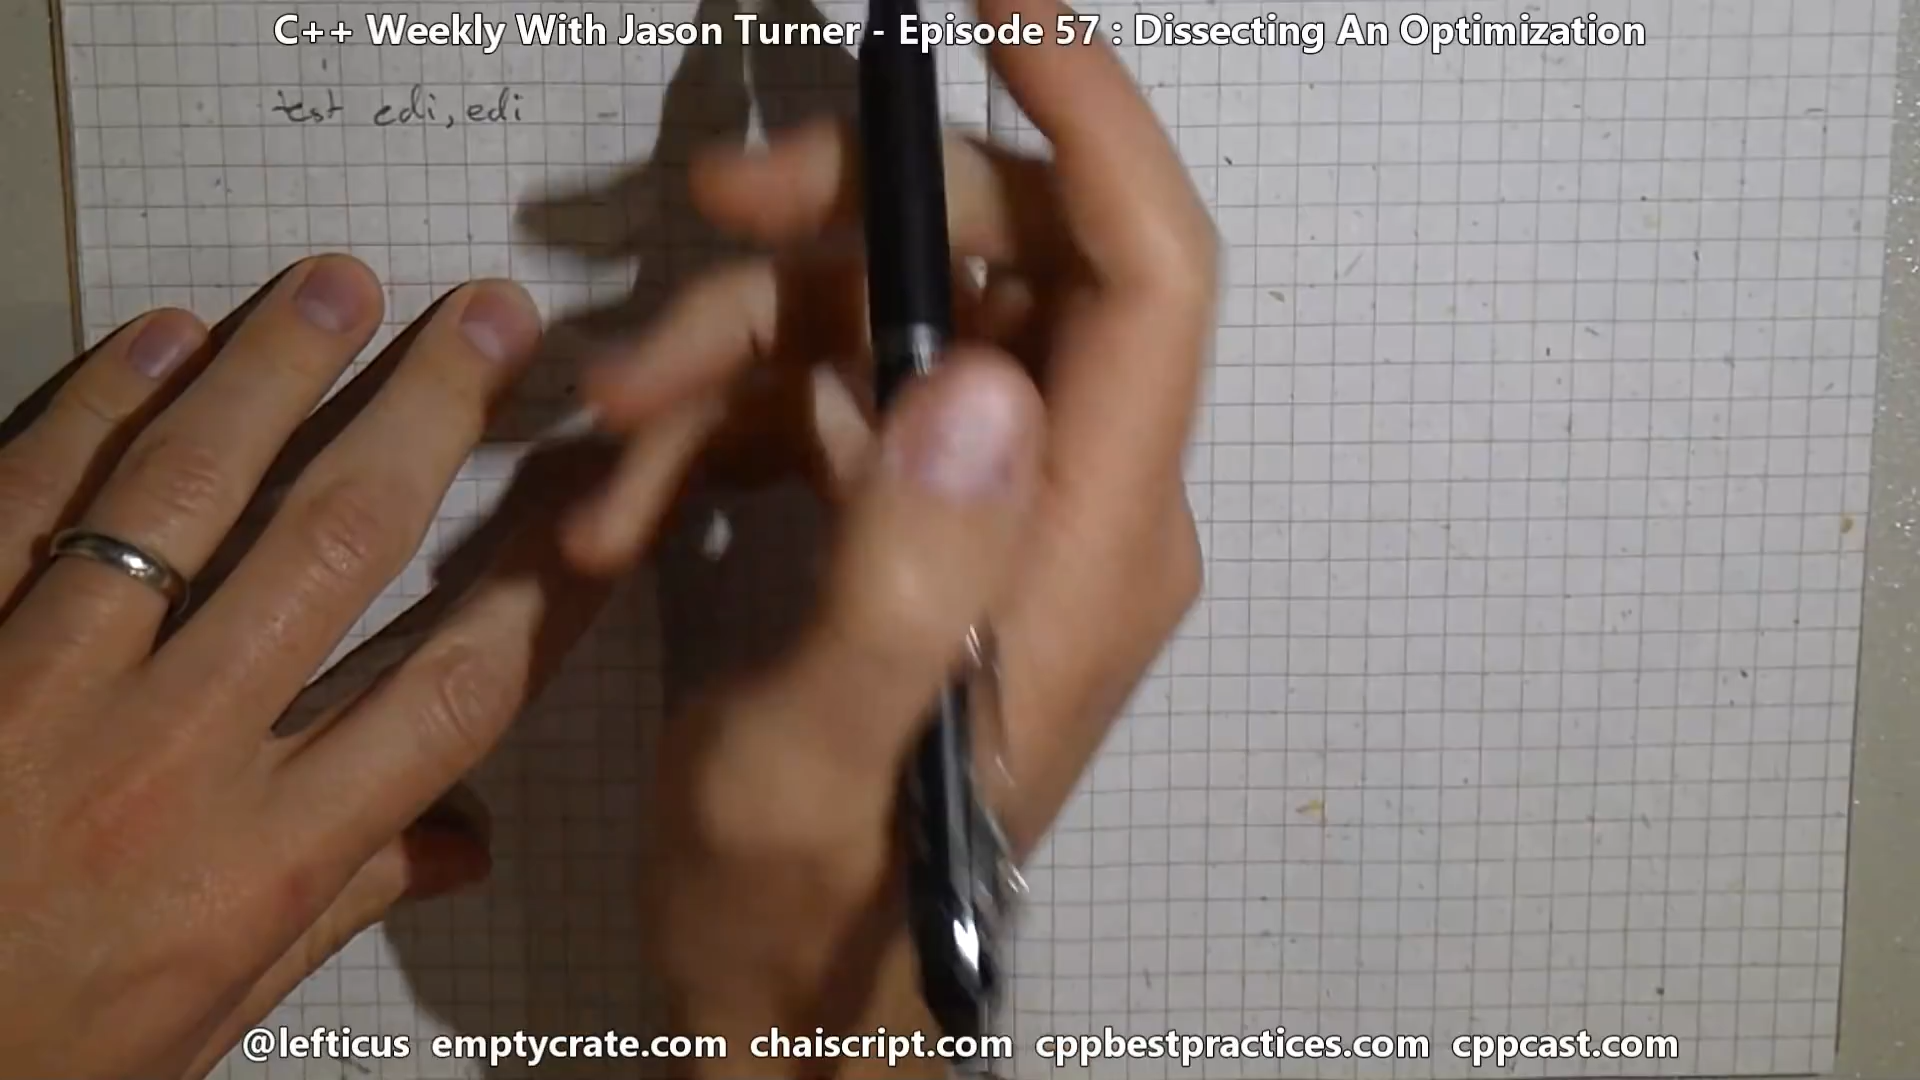 C++ Weekly With Jason Turner - Episode 57 : Dissecting An Optimization
test edi, edi -
@lefticus emptycrate.com chaiscript.com cppbestpractices.com cppcast.com